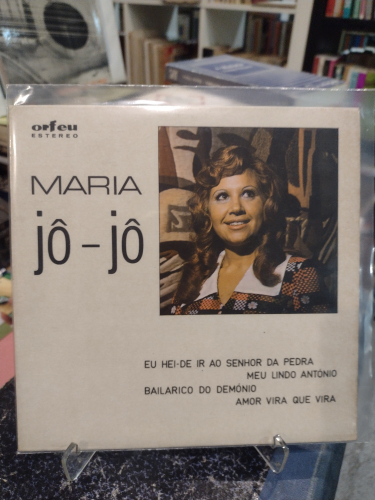 orfeu
ESTEREO
MARIA
jô - jô
EU HEI-DE IR AO SENHOR DA PEDRA
MEU LINDO ANTÓNIO
BAILARICO DO DEMÓNIO
AMOR VIRA QUE VIRA